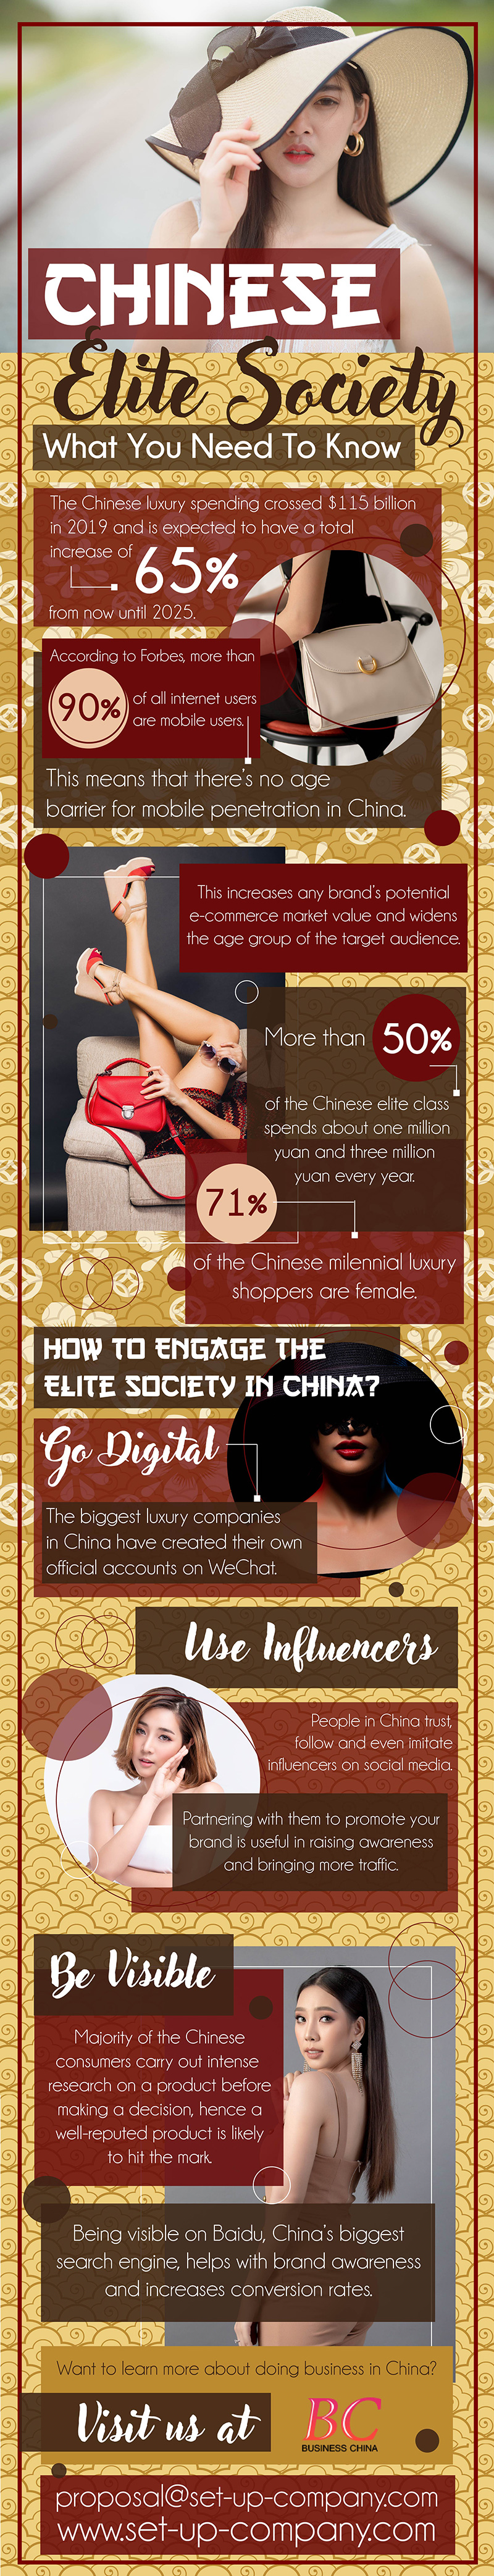 CHINESE
Elite Society
What You Need To Know
The Chinese luxury spending crossed $115 billion
in 2019 and is expected to have a total
increase of
65%
from now until 2025.
According to Forbes, more than
90%
of all internet users
are mobile users.
This means that there's no age
barrier for mobile penetration in China.
This increases any brand's potential
e-commerce market value and widens
the age group of the target audience.
More than 50%
of the Chinese elite class
spends about one million
yuan and three million
yuan every year.
71%
of the Chinese milennial luxury
shoppers are female.
HOW TO ENGAGE THE
ELITE SOCIETY IN CHINA?
Go Digital
The biggest luxury companies
in China have created their own
official accounts on WeChat.
Use Influencers
People in China trust,
follow and even imitate
influencers on social media.
Partnering with them to promote your
brand is useful in raising awareness
and bringing more traffic.
Be Visible
Majority of the Chinese
consumers carry out intense
research on a product before
making a decision, hence a
well-reputed product is likely
to hit the mark.
Being visible on Baidu, China's biggest
search engine, helps with brand awareness
and increases conversion rates.
Want to learn more about doing business in China?
Visit us at
BC
BUSINESS CHINA
proposal@set-up-company.com
www.set-up-company.com